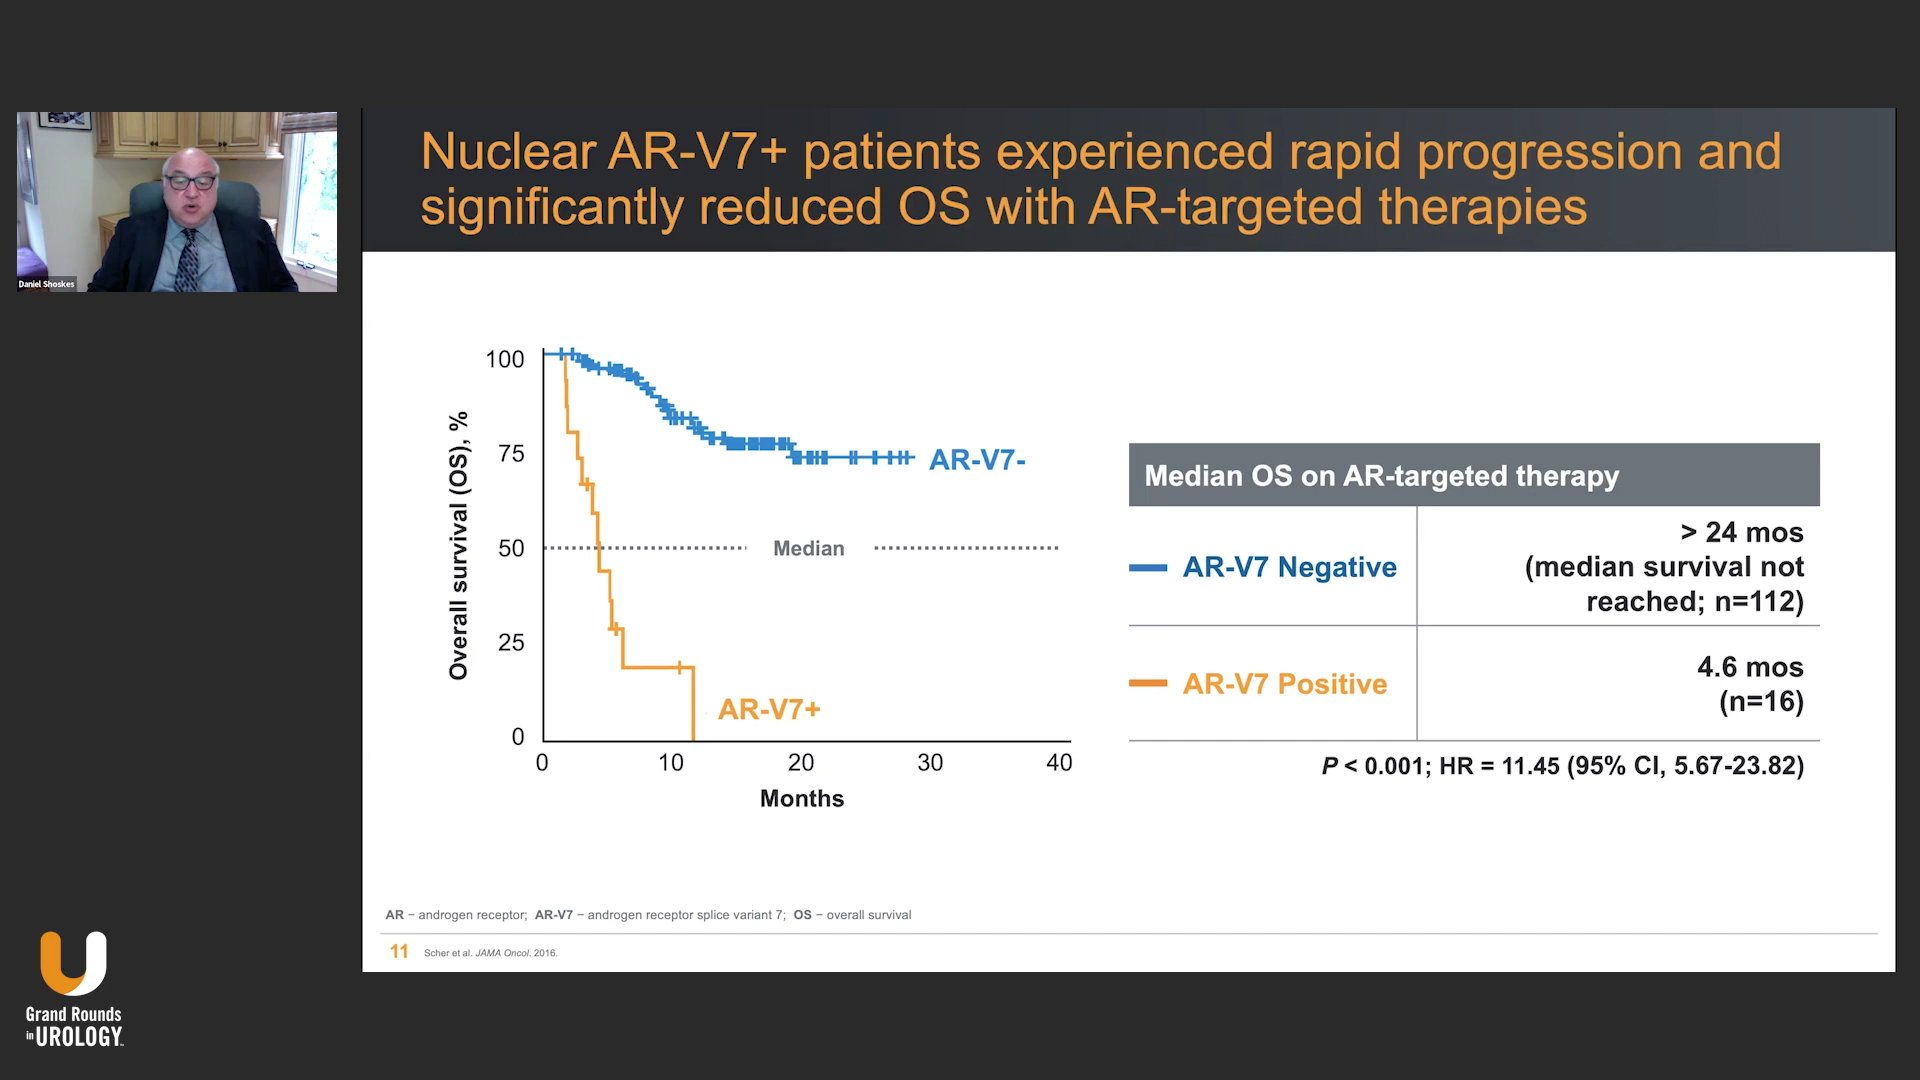 Nuclear AR-V7+ patients experienced rapid progression and
significantly reduced OS with AR-targeted therapies
Daniel Shoskes
Overall survival (OS), %
100
75
50
25
0
AR-V7-
Median
AR-V7+
0 10 20 30 40
Months
Median OS on AR-targeted therapy
AR-V7 Negative
> 24 mos
(median survival not
reached; n=112)
AR-V7 Positive
4.6 mos
(n=16)
P < 0.001; HR = 11.45 (95% CI, 5.67-23.82)
AR – androgen receptor; AR-V7 – androgen receptor splice variant 7; OS – overall survival
11 Scher et al. JAMA Oncol. 2016.
Grand Rounds
in UROLOGY